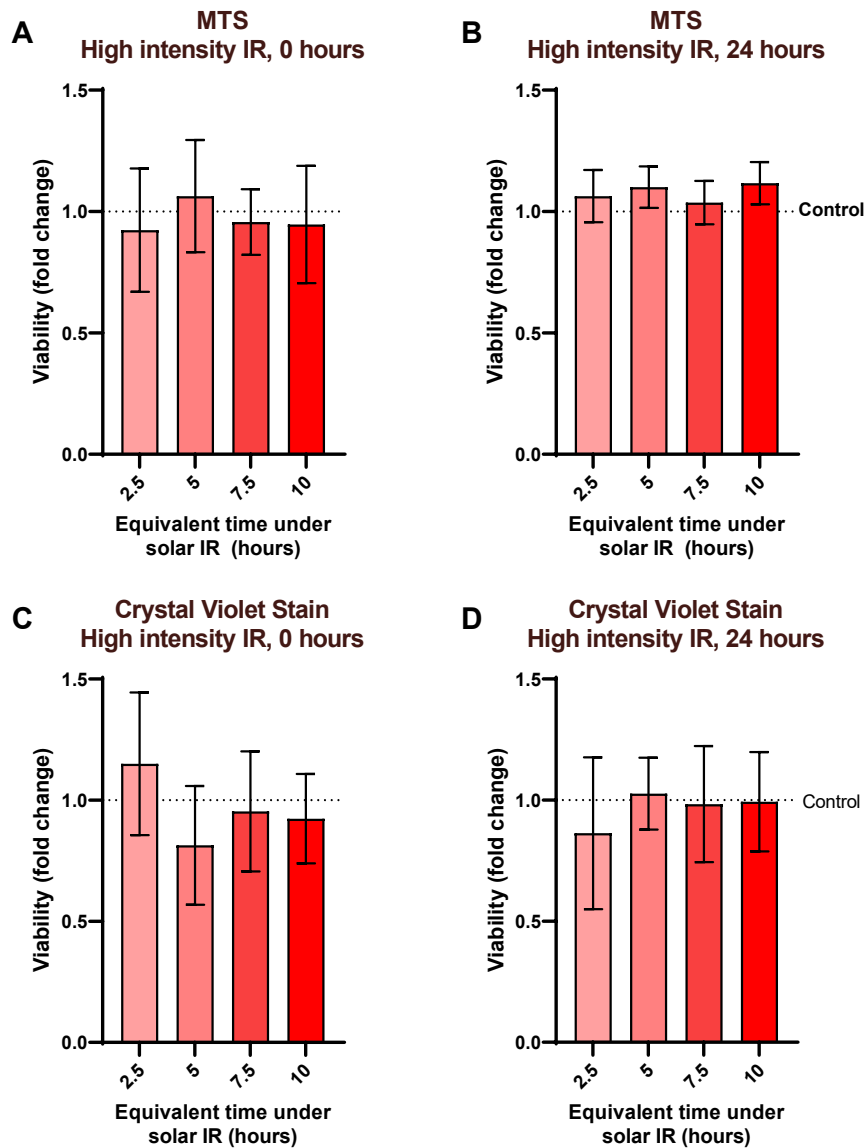 A
MTS
High intensity IR, 0 hours
Viability (fold change)
1.5
1.0
0.5
0.0
2.5
5
7.5
10
Equivalent time under
solar IR (hours)
B
MTS
High intensity IR, 24 hours
Viability (fold change)
1.5
1.0
0.5
0.0
Control
2.5
5
7.5
10
Equivalent time under
solar IR (hours)
C
Crystal Violet Stain
High intensity IR, 0 hours
Viability (fold change)
1.5
1.0
0.5
0.0
2.5
5
7.5
10
Equivalent time under
solar IR (hours)
D
Crystal Violet Stain
High intensity IR, 24 hours
Viability (fold change)
1.5
1.0
0.5
0.0
Control
2.5
5
7.5
10
Equivalent time under
solar IR (hours)